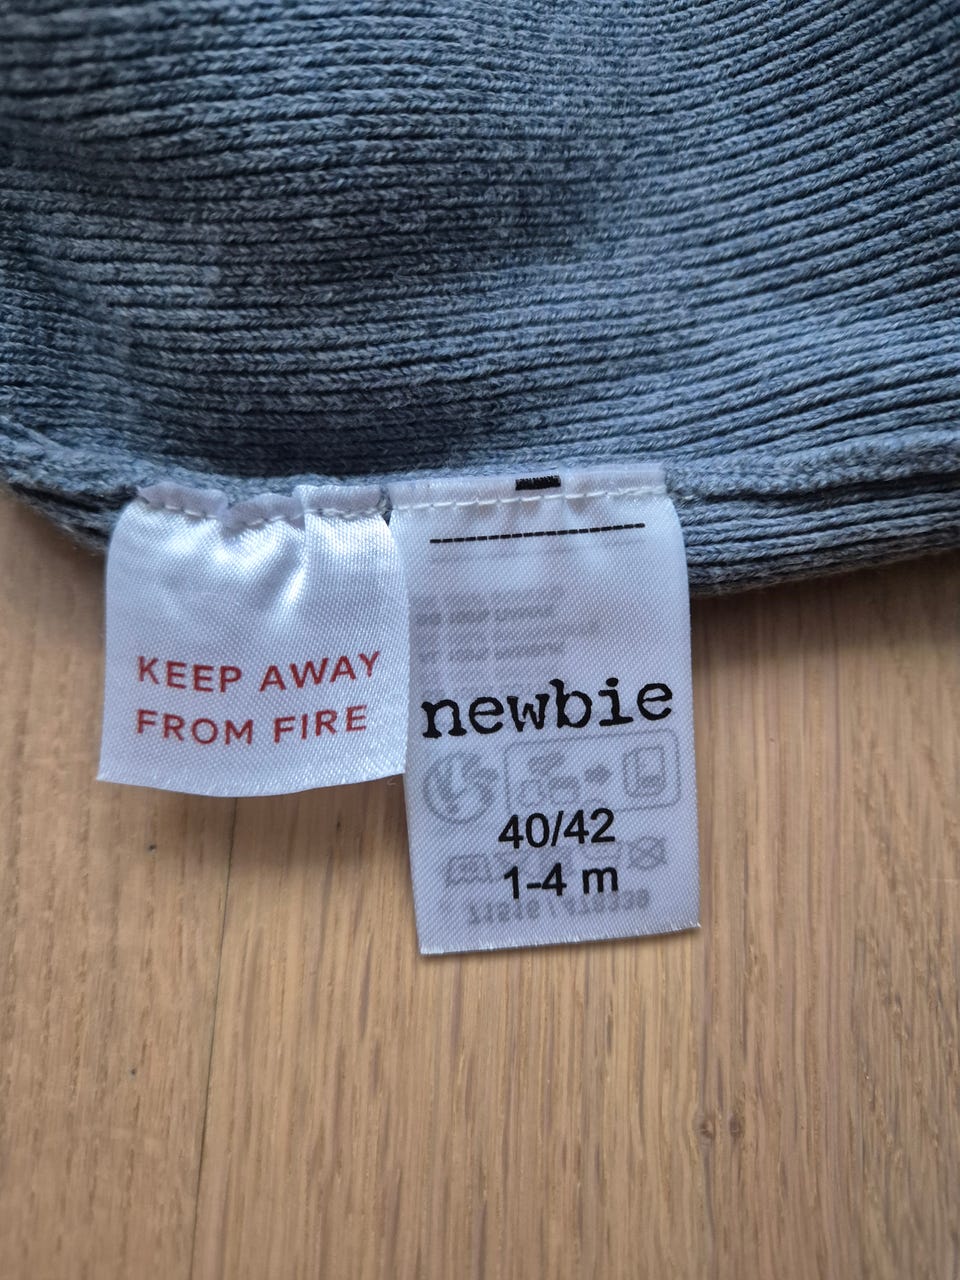 KEEP AWAY
FROM FIRE
newbie
40/42
1-4 m